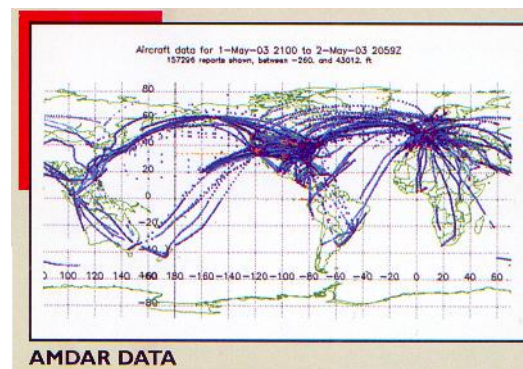 Aircraft data for 1-May-03 2100 to 2-May-03 2059Z
157296 reports shown, between -260. and 43012. ft
80
60
40
20
0
-20
-40
-60
-80
120 140 160 180 -160 -140 -120 -100 -80 -60 -40 -20 0 20 40 60
AMDAR DATA